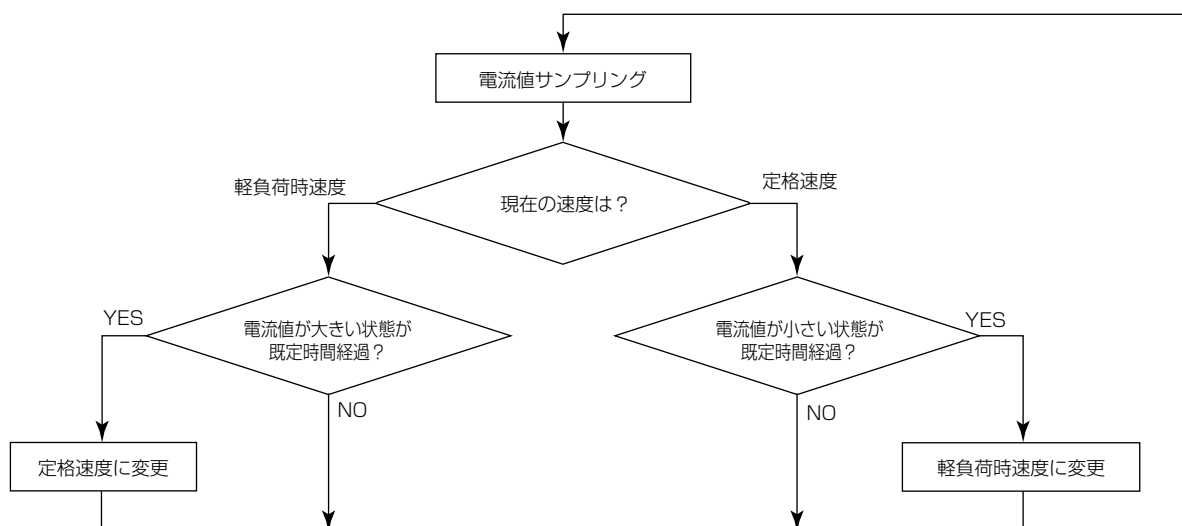 電流値サンプリング
軽負荷時速度
定格速度
現在の速度は？
YES
電流値が大きい状態が
既定時間経過？
電流値が小さい状態が
既定時間経過？
YES
NO
NO
定格速度に変更
軽負荷時速度に変更